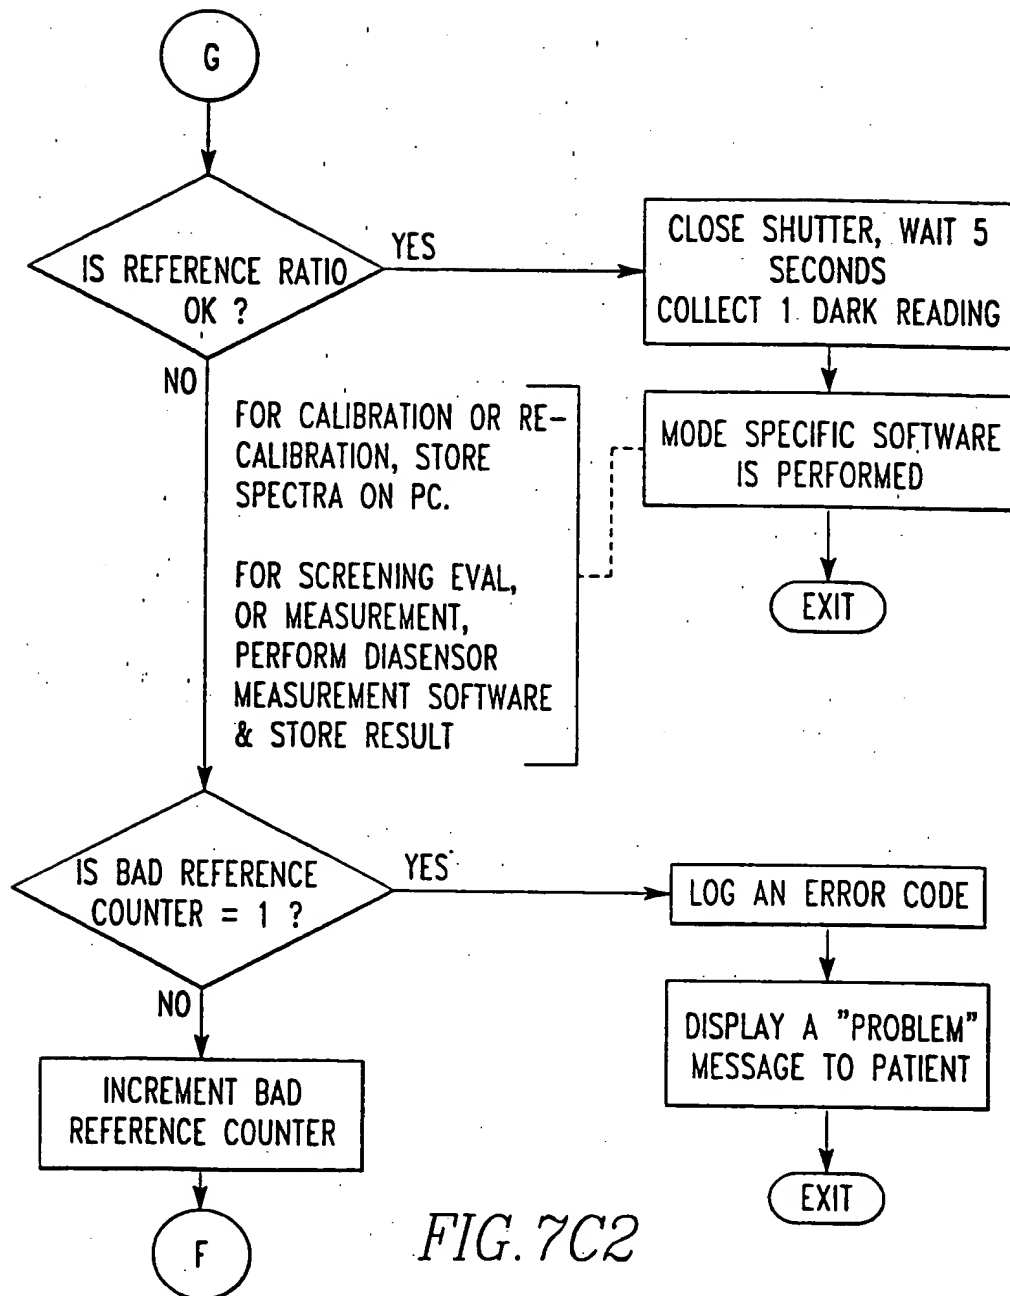 G
IS REFERENCE RATIO
OK ?
YES
CLOSE SHUTTER, WAIT 5
SECONDS
COLLECT 1 DARK READING
NO
FOR CALIBRATION OR RE-
CALIBRATION, STORE
SPECTRA ON PC.
FOR SCREENING EVAL,
OR MEASUREMENT,
PERFORM DIASENSOR
MEASUREMENT SOFTWARE
& STORE RESULT
MODE SPECIFIC SOFTWARE
IS PERFORMED
EXIT
IS BAD REFERENCE
COUNTER = 1 ?
YES
LOG AN ERROR CODE
DISPLAY A "PROBLEM"
MESSAGE TO PATIENT
EXIT
NO
INCREMENT BAD
REFERENCE COUNTER
F
FIG. 7C2